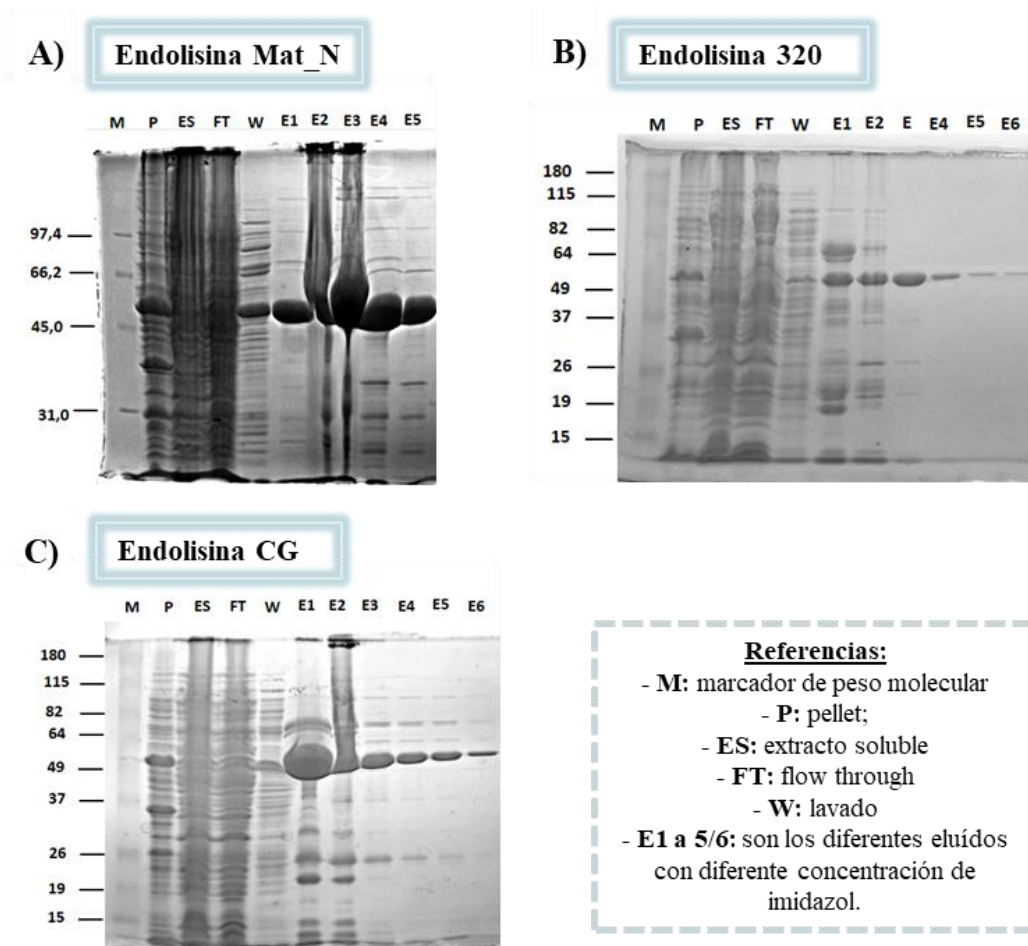 A)
Endolisina Mat_N
M P ES FT W E1 E2 E3 E4 E5
97,4
66,2
45,0
31,0
B)
Endolisina 320
M P ES FT W E1 E2 E E4 E5 E6
180
115
82
64
49
37
26
19
15
C)
Endolisina CG
M P ES FT W E1 E2 E3 E4 E5 E6
180
115
82
64
49
37
26
19
15
Referencias:
- M: marcador de peso molecular
- P: pellet;
- ES: extracto soluble
- FT: flow through
- W: lavado
- E1 a 5/6: son los diferentes eluídos
con diferente concentración de
imidazol.